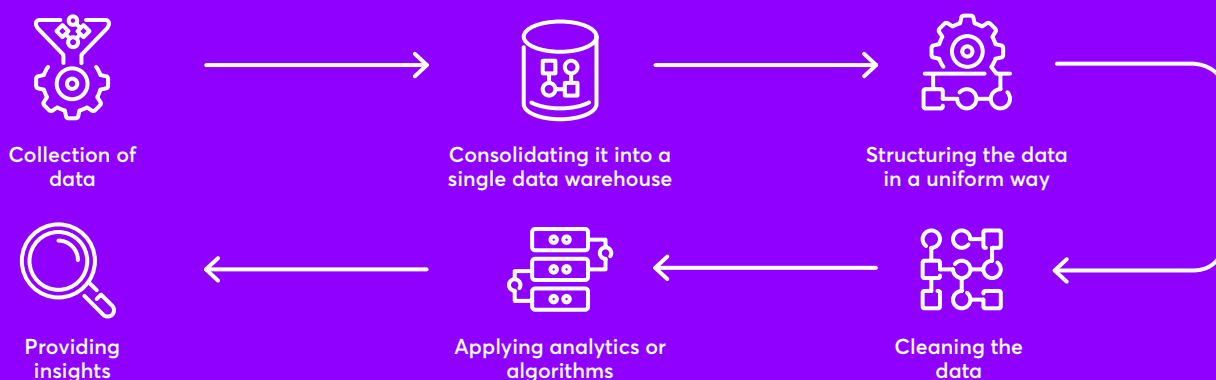 Collection of
data
Consolidating it into a
single data warehouse
Structuring the data
in a uniform way
Cleaning the
data
Applying analytics or
algorithms
Providing
insights